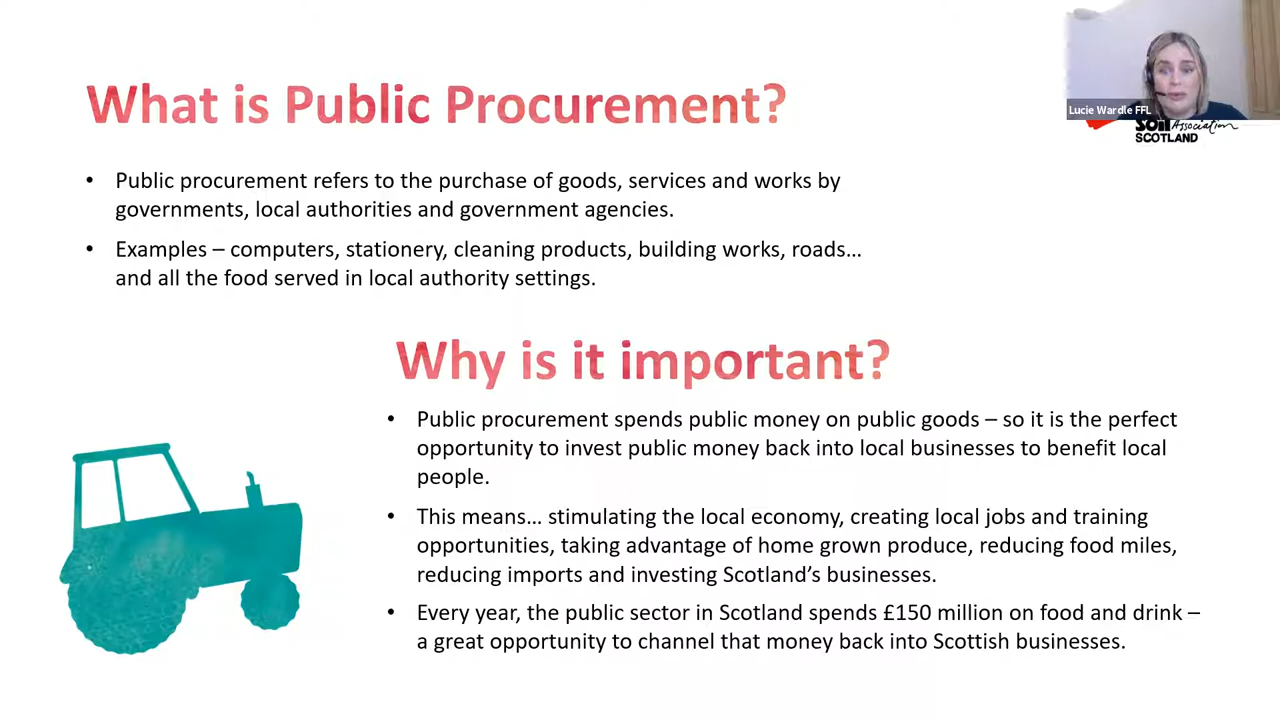 What is Public Procurement?
Lucie Wardle FFL
Soil Association
SCOTLAND
• Public procurement refers to the purchase of goods, services and works by
governments, local authorities and government agencies.
• Examples – computers, stationery, cleaning products, building works, roads…
and all the food served in local authority settings.
Why is it important?
• Public procurement spends public money on public goods – so it is the perfect
opportunity to invest public money back into local businesses to benefit local
people.
• This means… stimulating the local economy, creating local jobs and training
opportunities, taking advantage of home grown produce, reducing food miles,
reducing imports and investing Scotland’s businesses.
• Every year, the public sector in Scotland spends £150 million on food and drink –
a great opportunity to channel that money back into Scottish businesses.